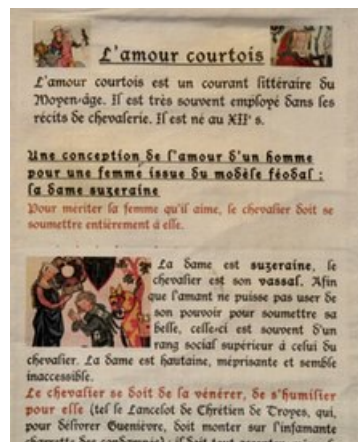 L'amour courtois
L'amour courtois est un courant littéraire du
Moyen-âge. Il est très souvent employé dans les
récits de chevalerie. Il est né au XIIe s.
Une conception de l'amour d'un homme
pour une femme issue du modèle féodal :
la dame suzeraine
Pour mériter la femme qu'il aime, le chevalier doit se
soumettre entièrement à elle.
La dame est suzeraine, le
chevalier est son vassal. Afin
que l'amant ne puisse pas user de
son pouvoir pour soumettre sa
belle, celle-ci est souvent d'un
rang social supérieur à celui du
chevalier. La dame est hautaine, méprisante et semble
inaccessible.
Le chevalier se doit de la vénérer, de s'humilier
pour elle (tel le Lancelot de Chrétien de Troyes, qui,
pour délivrer Guenièvre, doit monter sur l'infamante
charrette des condamnés) : il doit tout